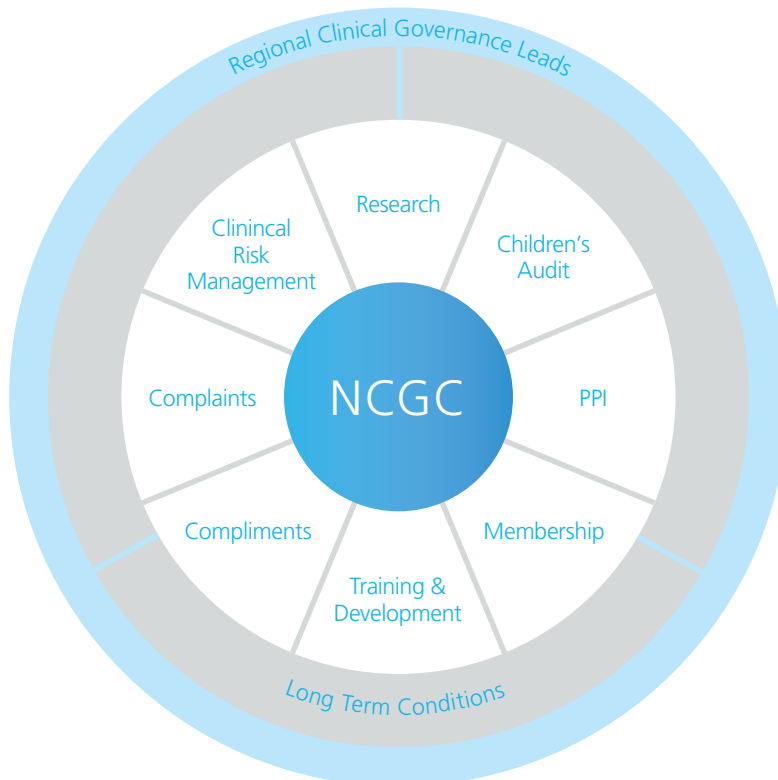 Regional Clinical Governance Leads
Research
Clinincal
Risk
Management
Children's
Audit
Complaints
NCGC
PPI
Compliments
Membership
Training &
Development
Long Term Conditions